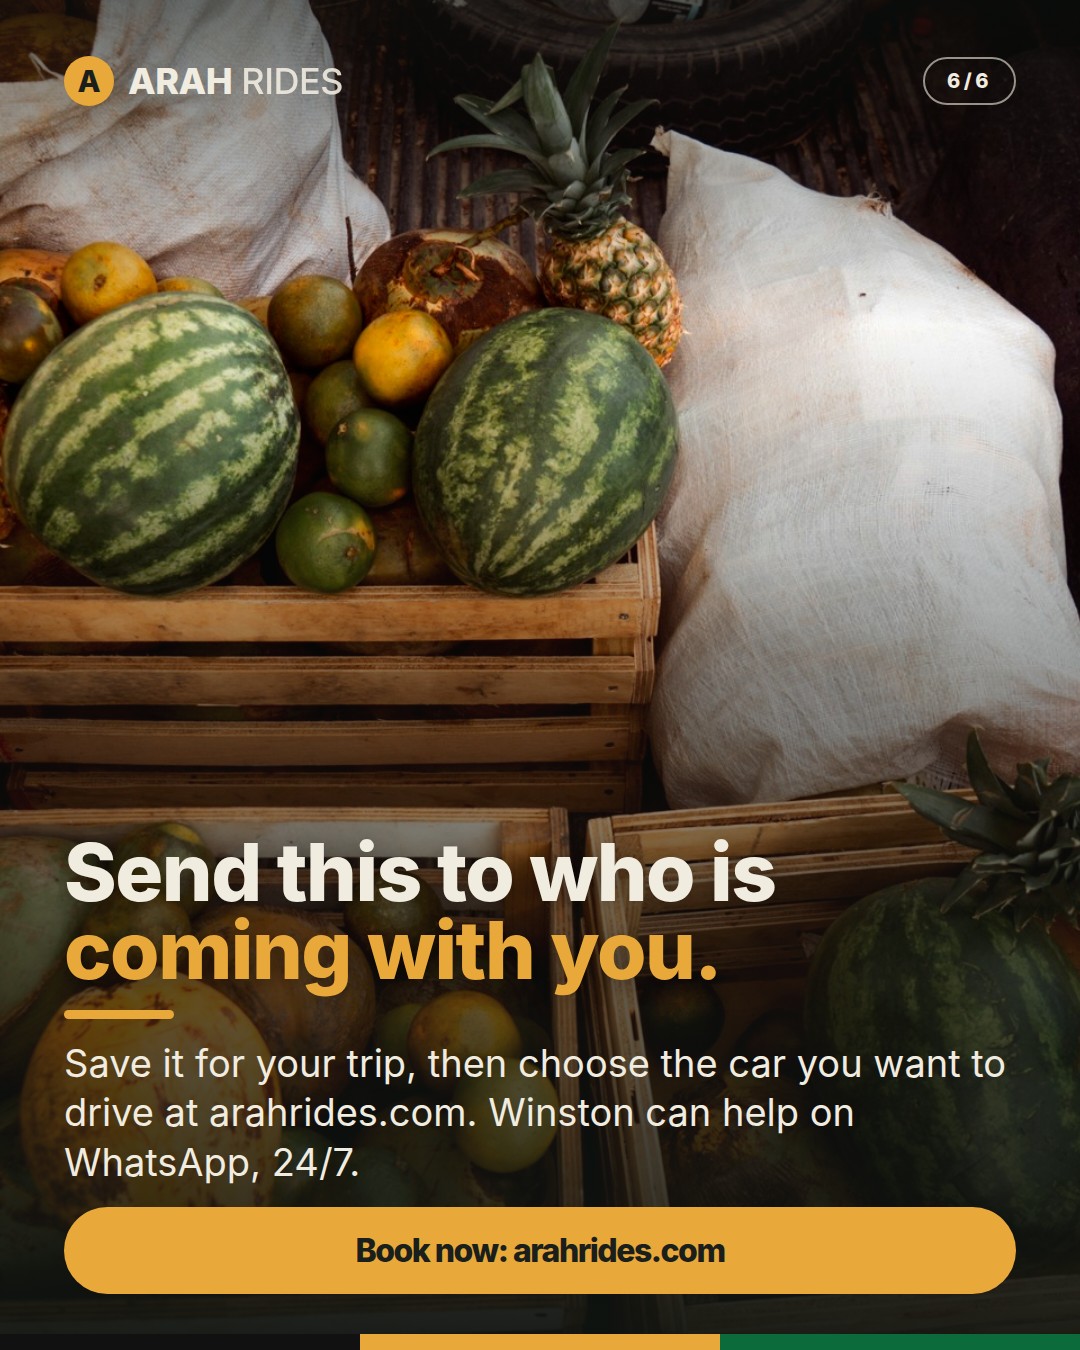 A ARAH RIDES
6/6
Send this to who is
coming with you.
Save it for your trip, then choose the car you want to
drive at arahrides.com. Winston can help on
WhatsApp, 24/7.
Book now: arahrides.com